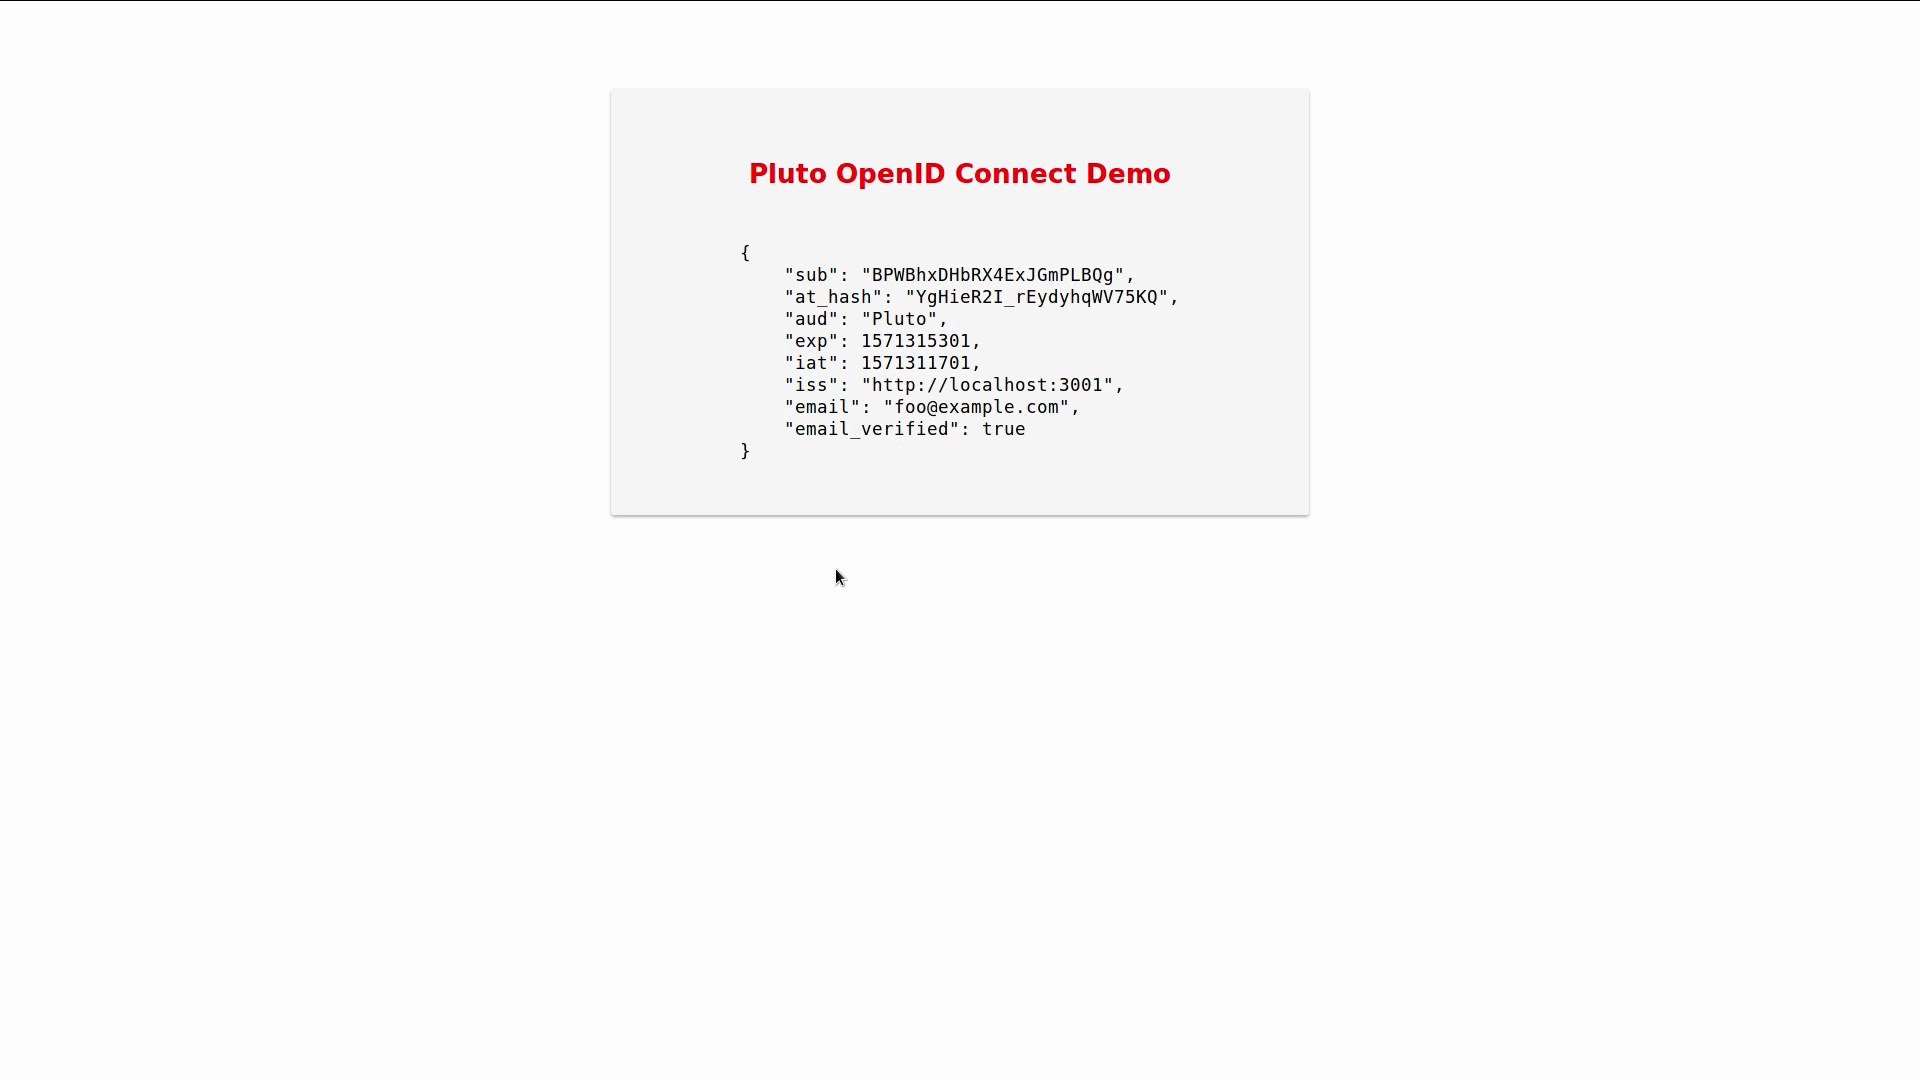 Pluto OpenID Connect Demo
{
    "sub": "BPWBhxDHbRX4ExJGmPLBQg",
    "at_hash": "YgHieR2I_rEydyhqWV75KQ",
    "aud": "Pluto",
    "exp": 1571315301,
    "iat": 1571311701,
    "iss": "http://localhost:3001",
    "email": "foo@example.com",
    "email_verified": true
}